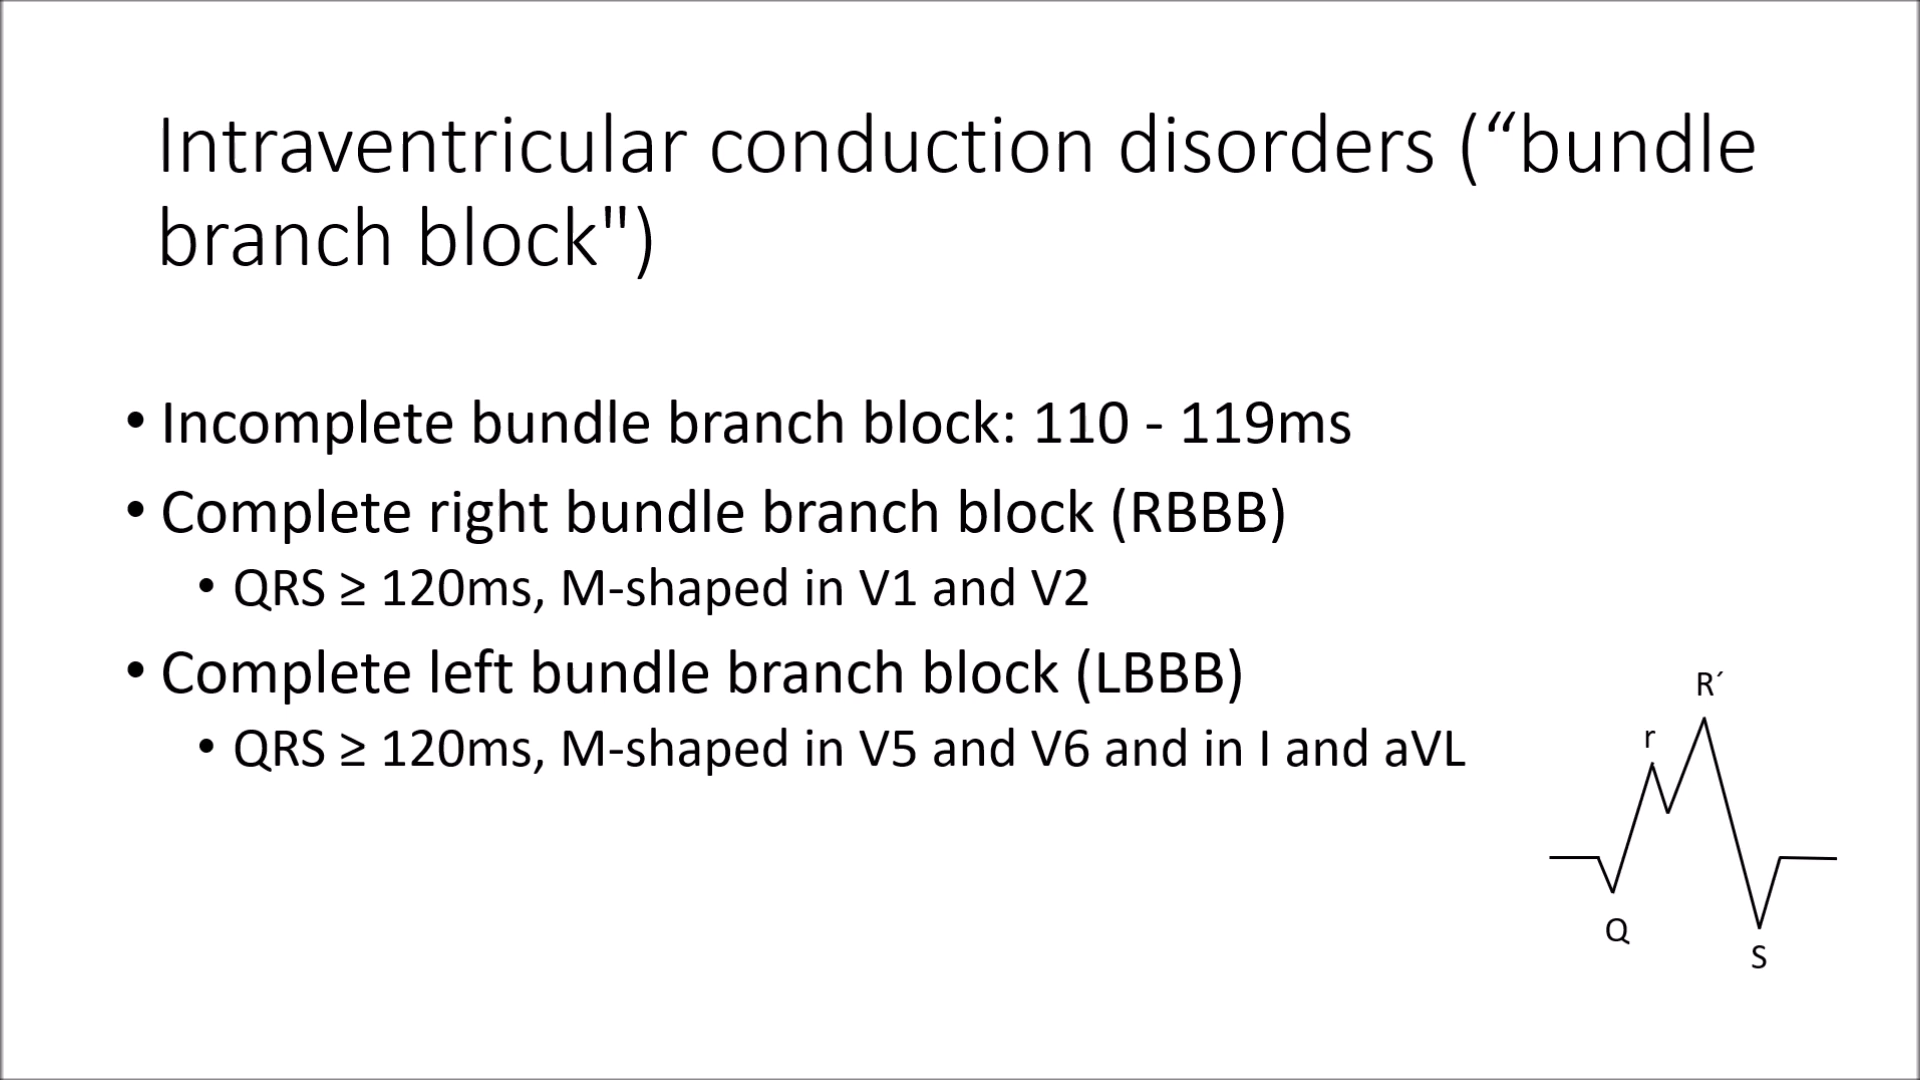 Intraventricular conduction disorders (“bundle
branch block")
• Incomplete bundle branch block: 110 - 119ms
• Complete right bundle branch block (RBBB)
• QRS ≥ 120ms, M-shaped in V1 and V2
• Complete left bundle branch block (LBBB)
• QRS ≥ 120ms, M-shaped in V5 and V6 and in I and aVL
R´
r
Q
S